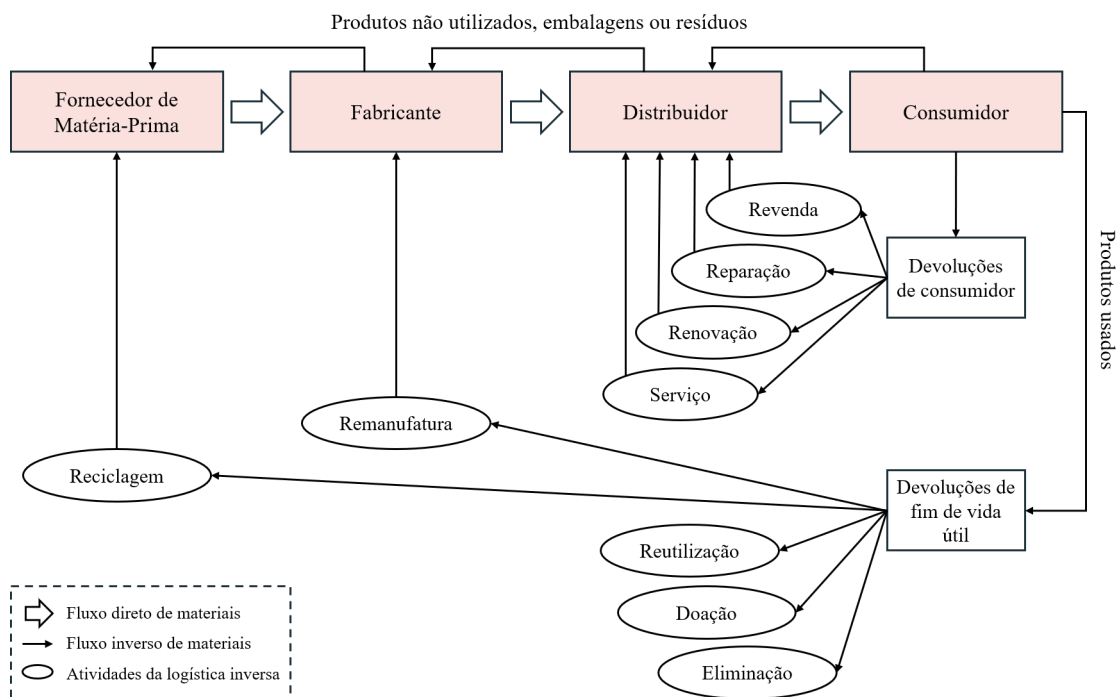 Produtos não utilizados, embalagens ou resíduos
Fornecedor de
Matéria-Prima
Fabricante
Distribuidor
Consumidor
Revenda
Reparação
Renovação
Serviço
Devoluções
de consumidor
Produtos usados
Remanufatura
Reciclagem
Devoluções de
fim de vida
útil
Reutilização
Doação
Eliminação
Fluxo direto de materiais
Fluxo inverso de materiais
Atividades da logística inversa